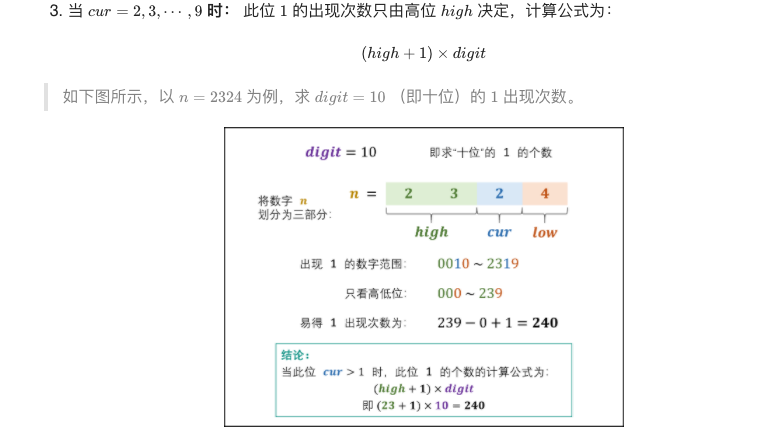 3. 当 cur = 2, 3, ⋯ , 9 时： 此位 1 的出现次数只由高位 high 决定，计算公式为：
(high + 1) × digit
如下图所示，以 n = 2324 为例，求 digit = 10 （即十位）的 1 出现次数。
digit = 10 即求“十位”的 1 的个数
将数字 n
划分为三部分：
n = 2 3 2 4
high cur low
出现 1 的数字范围： 0010 ~ 2319
只看高低位： 000 ~ 239
易得 1 出现次数为： 239 − 0 + 1 = 240
结论：
当此位 cur > 1 时，此位 1 的个数的计算公式为：
(high + 1) × digit
即 (23 + 1) × 10 = 240